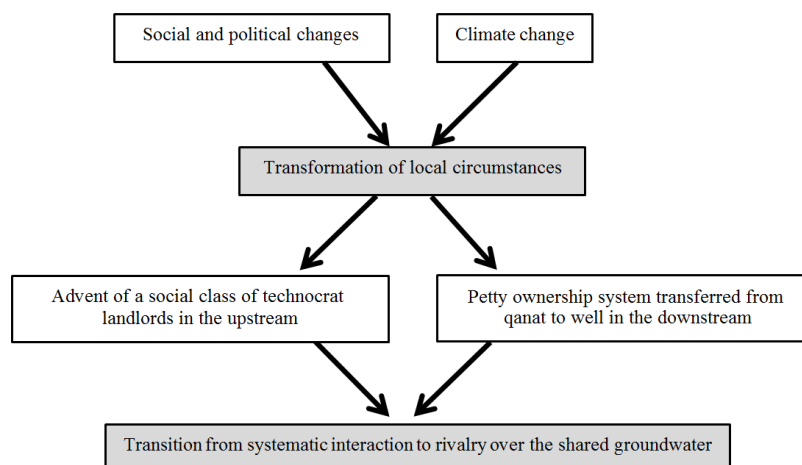 Social and political changes
Climate change
Transformation of local circumstances
Advent of a social class of technocrat
landlords in the upstream
Petty ownership system transferred from
qanat to well in the downstream
Transition from systematic interaction to rivalry over the shared groundwater